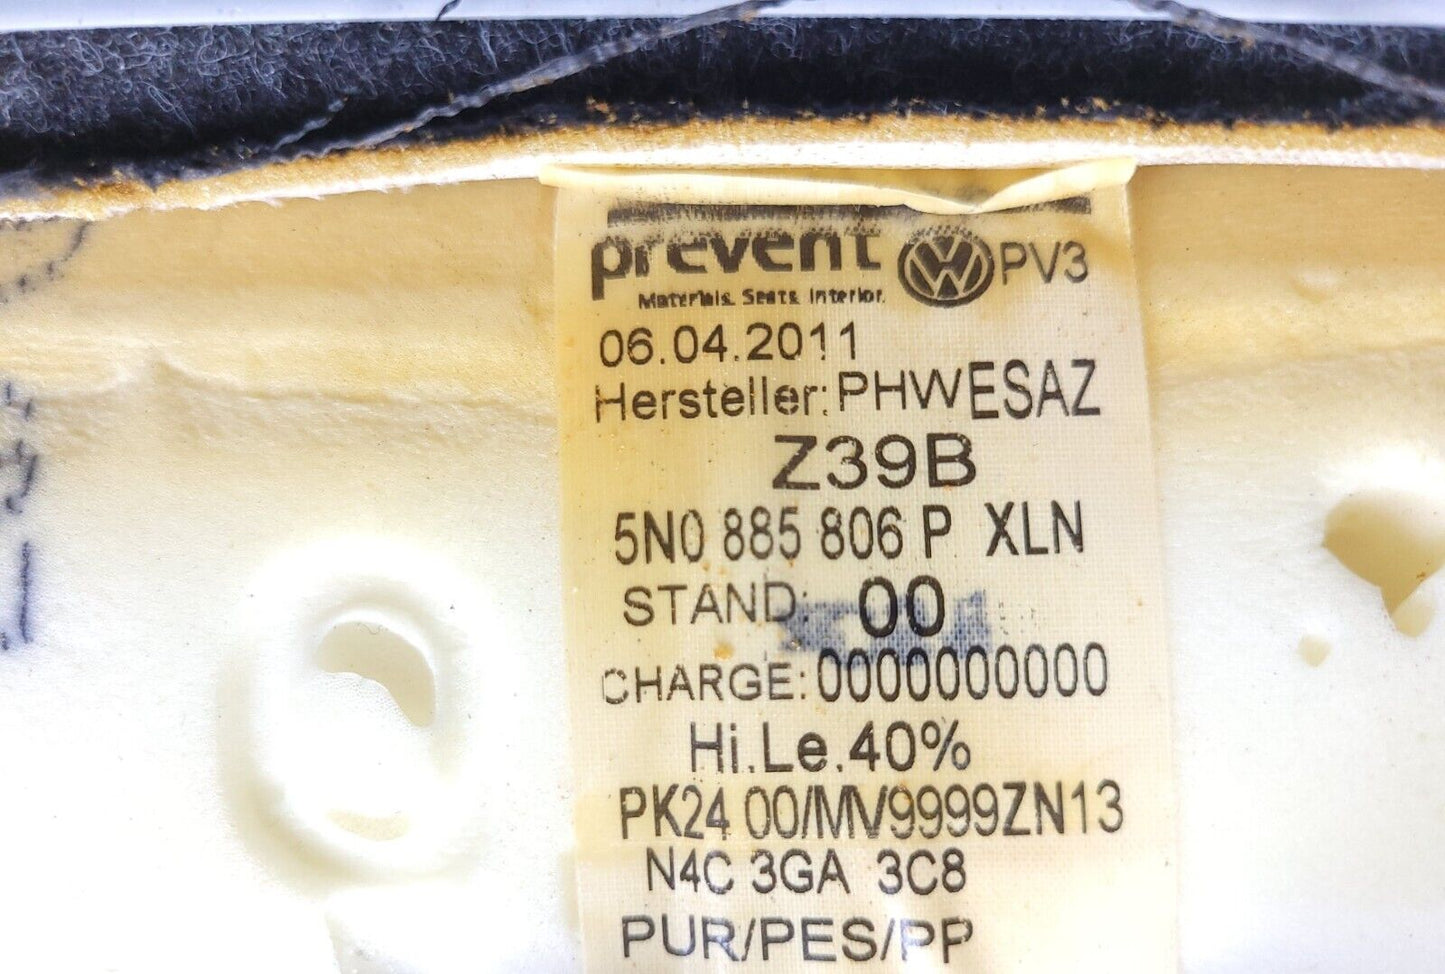 prevent VW PV3
Materials. Seats. Interior.
06.04.2011
Hersteller: PHWESAZ
Z39B
5N0 885 806 P XLN
STAND: 00
CHARGE: 0000000000
Hi.Le.40%
PK24 00/MV9999ZN13
N4C 3GA 3C8
PUR/PES/PP